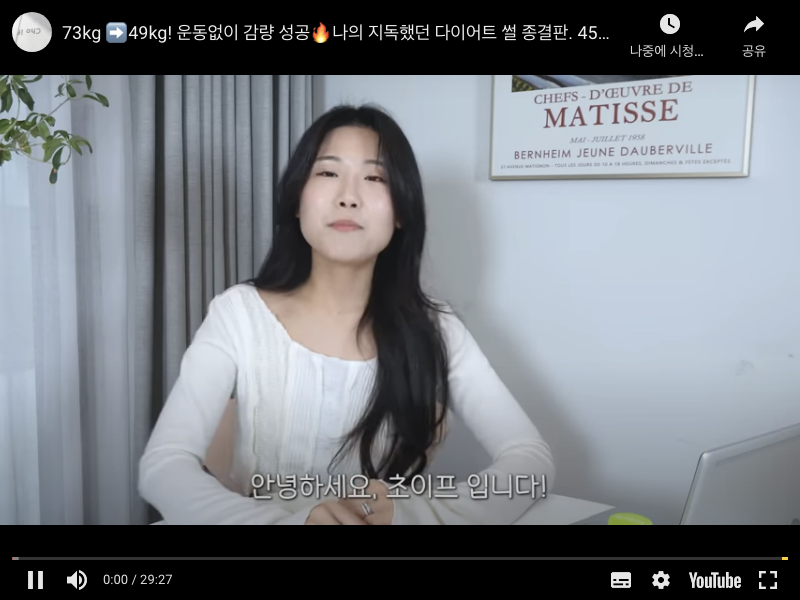 73kg ➡️49kg! 운동없이 감량 성공🔥나의 지독했던 다이어트 썰 종결판. 45...
나중에 시청...
공유
CHEFS - D'ŒUVRE DE
MATISSE
MAI - JUILLET 1958
BERNHEIM JEUNE DAUBERVILLE
안녕하세요, 초이프 입니다!
0:00 / 29:27
YouTube